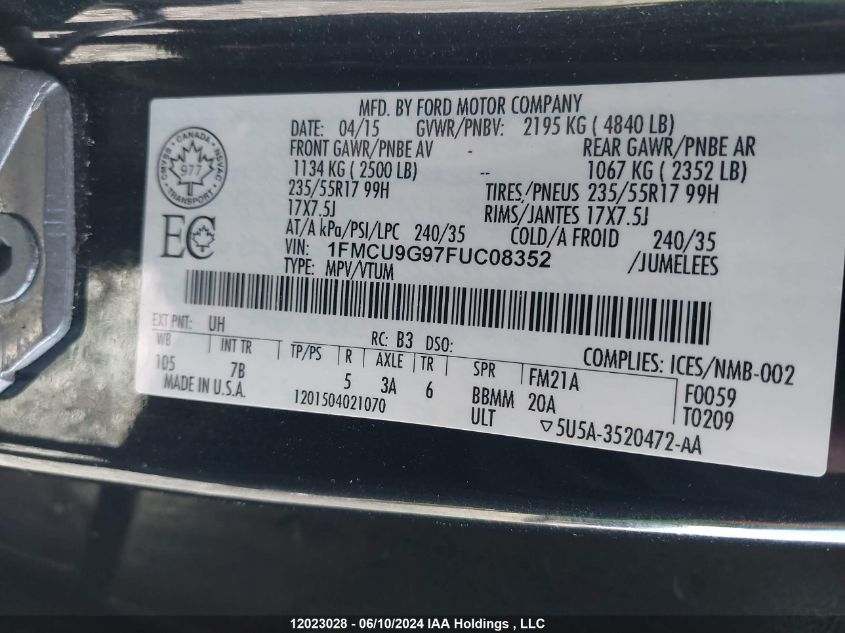 MFD. BY FORD MOTOR COMPANY
DATE: 04/15 GVWR/PNBV: 2195 KG ( 4840 LB)
FRONT GAWR/PNBE AV - REAR GAWR/PNBE AR
1134 KG ( 2500 LB) -- 1067 KG ( 2352 LB)
235/55R17 99H TIRES/PNEUS 235/55R17 99H
17X7.5J RIMS/JANTES 17X7.5J
AT/A kPa/PSI/LPC 240/35 COLD/A FROID 240/35
VIN: 1FMCU9G97FUC08352 /JUMELEES
TYPE: MPV/VTUM
CANADA
NSVAC
TRANSPORT
CMVSS
977
EC
EXT PNT: UH RC: B3 DSO:
COMPLIES: ICES/NMB-002
WB INT TR TP/PS R AXLE TR SPR FM21A F0059
105 7B 5 3A 6 BBMM 20A T0209
MADE IN U.S.A. 1201504021070 ULT ▽5U5A-3520472-AA
12023028 - 06/10/2024 IAA Holdings , LLC